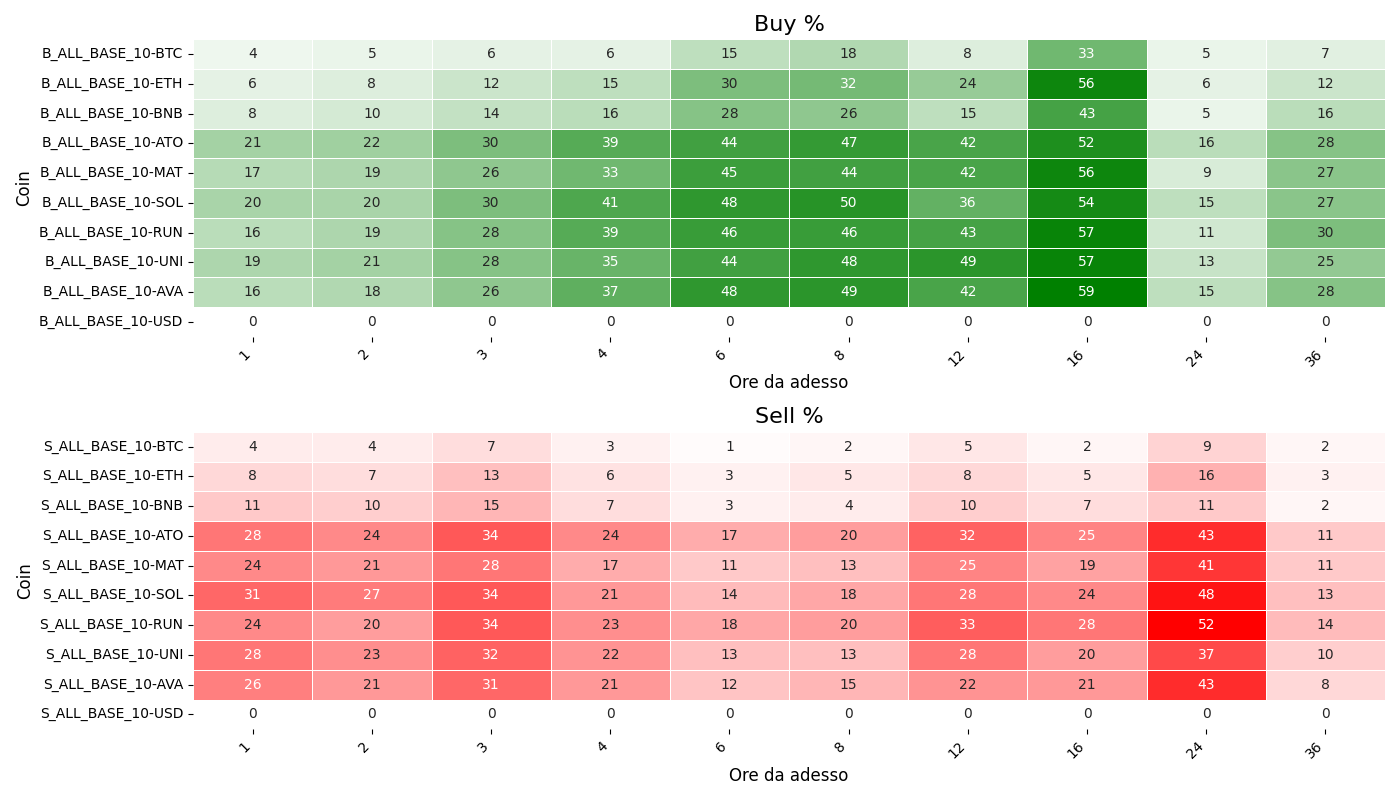 Buy %
Coin
B_ALL_BASE_10-BTC 4 5 6 6 15 18 8 33 5 7
B_ALL_BASE_10-ETH 6 8 12 15 30 32 24 56 6 12
B_ALL_BASE_10-BNB 8 10 14 16 28 26 15 43 5 16
B_ALL_BASE_10-ATO 21 22 30 39 44 47 42 52 16 28
B_ALL_BASE_10-MAT 17 19 26 33 45 44 42 56 9 27
B_ALL_BASE_10-SOL 20 20 30 41 48 50 36 54 15 27
B_ALL_BASE_10-RUN 16 19 28 39 46 46 43 57 11 30
B_ALL_BASE_10-UNI 19 21 28 35 44 48 49 57 13 25
B_ALL_BASE_10-AVA 16 18 26 37 48 49 42 59 15 28
B_ALL_BASE_10-USD 0 0 0 0 0 0 0 0 0 0
1 2 3 4 6 8 12 16 24 36
Ore da adesso
Sell %
Coin
S_ALL_BASE_10-BTC 4 4 7 3 1 2 5 2 9 2
S_ALL_BASE_10-ETH 8 7 13 6 3 5 8 5 16 3
S_ALL_BASE_10-BNB 11 10 15 7 3 4 10 7 11 2
S_ALL_BASE_10-ATO 28 24 34 24 17 20 32 25 43 11
S_ALL_BASE_10-MAT 24 21 28 17 11 13 25 19 41 11
S_ALL_BASE_10-SOL 31 27 34 21 14 18 28 24 48 13
S_ALL_BASE_10-RUN 24 20 34 23 18 20 33 28 52 14
S_ALL_BASE_10-UNI 28 23 32 22 13 13 28 20 37 10
S_ALL_BASE_10-AVA 26 21 31 21 12 15 22 21 43 8
S_ALL_BASE_10-USD 0 0 0 0 0 0 0 0 0 0
1 2 3 4 6 8 12 16 24 36
Ore da adesso